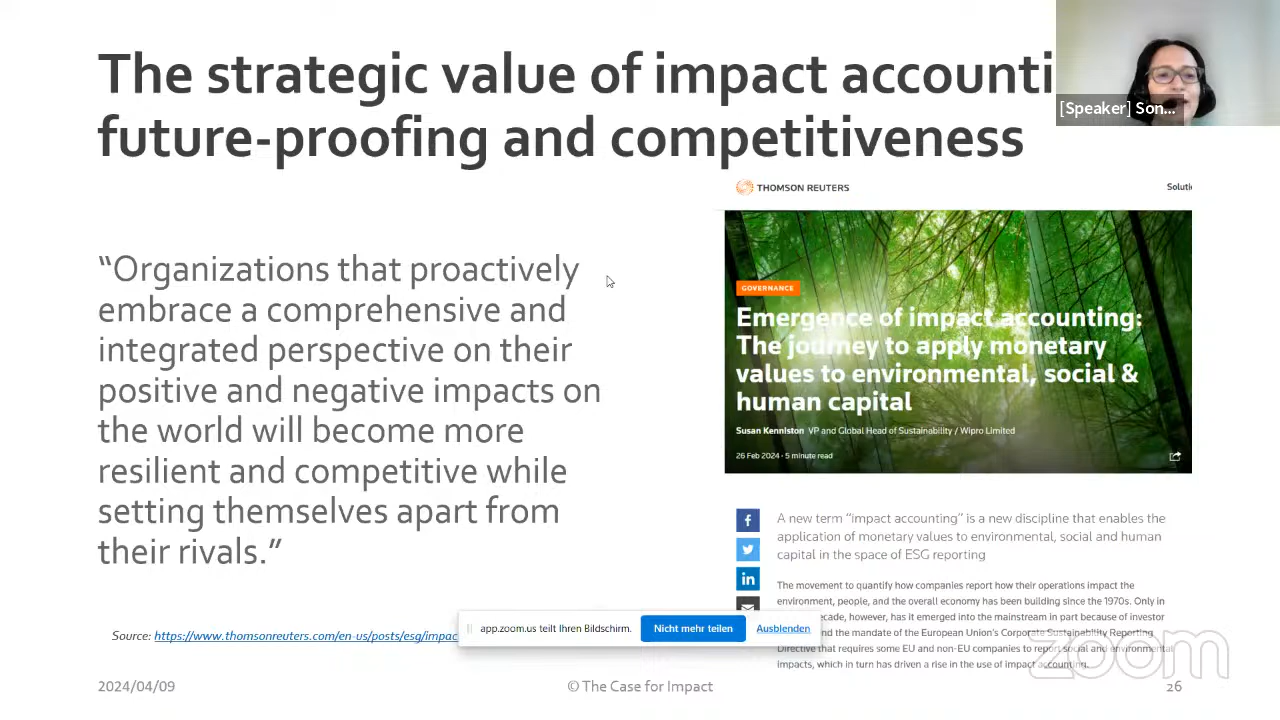 The strategic value of impact accounti
future-proofing and competitiveness
[Speaker] Son...
“Organizations that proactively
embrace a comprehensive and
integrated perspective on their
positive and negative impacts on
the world will become more
resilient and competitive while
setting themselves apart from
their rivals.”
THOMSON REUTERS
Soluti
GOVERNANCE
Emergence of impact accounting:
The journey to apply monetary
values to environmental, social &
human capital
Susan Kenniston VP and Global Head of Sustainability / Wipro Limited
26 Feb 2024 · 5 minute read
A new term “impact accounting” is a new discipline that enables the
application of monetary values to environmental, social and human
capital in the space of ESG reporting
The movement to quantify how companies report how their operations impact the
environment, people, and the overall economy has been building since the 1970s. Only in
decade, however, has it emerged into the mainstream in part because of investor
nd the mandate of the European Union's Corporate Sustainability Reporting
Directive that requires some EU and non-EU companies to report social and environmental
impacts, which in turn has driven a rise in the use of impact accounting.
Source: https://www.thomsonreuters.com/en-us/posts/esg/impac
app.zoom.us teilt Ihren Bildschirm.
Nicht mehr teilen
Ausblenden
zoom
2024/04/09
© The Case for Impact
26